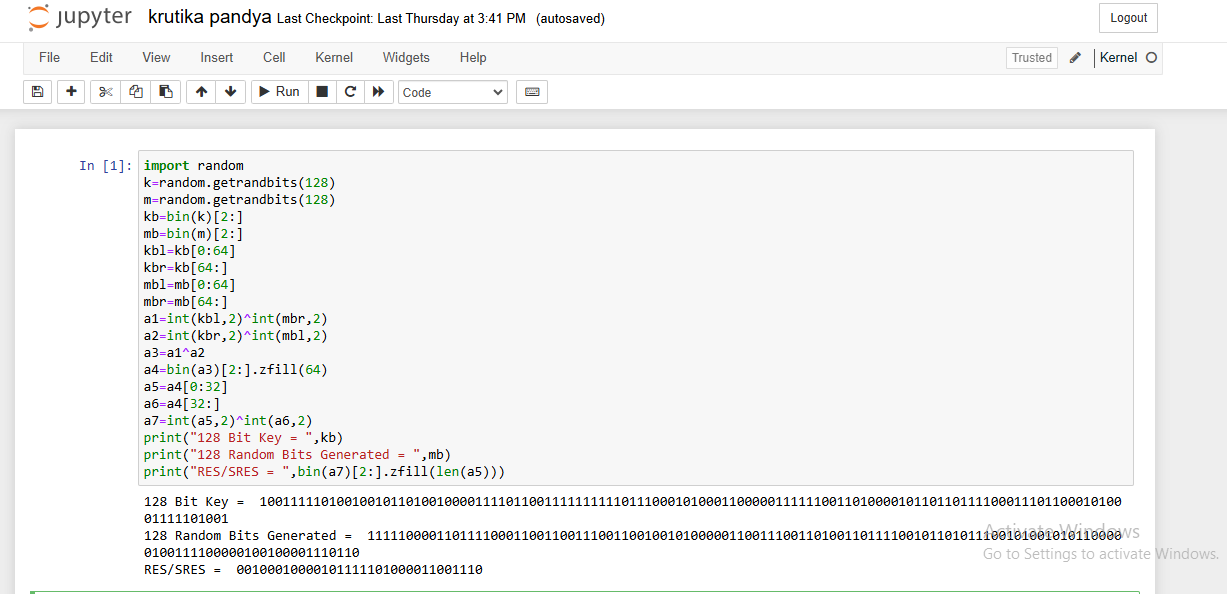 jupyter krutika pandya Last Checkpoint: Last Thursday at 3:41 PM (autosaved)
Logout
File Edit View Insert Cell Kernel Widgets Help
Trusted Kernel
Run Code
In [1]: import random
k=random.getrandbits(128)
m=random.getrandbits(128)
kb=bin(k)[2:]
mb=bin(m)[2:]
kbl=kb[0:64]
kbr=kb[64:]
mbl=mb[0:64]
mbr=mb[64:]
a1=int(kbl,2)^int(mbr,2)
a2=int(kbr,2)^int(mbl,2)
a3=a1^a2
a4=bin(a3)[2:].zfill(64)
a5=a4[0:32]
a6=a4[32:]
a7=int(a5,2)^int(a6,2)
print("128 Bit Key = ",kb)
print("128 Random Bits Generated = ",mb)
print("RES/SRES = ",bin(a7)[2:].zfill(len(a5)))
128 Bit Key =
01111101001
128 Random Bits Generated =
0100111100000100100001110110
RES/SRES = 00100010000101111101000011001110
Activate Windows
Go to Settings to activate Windows.